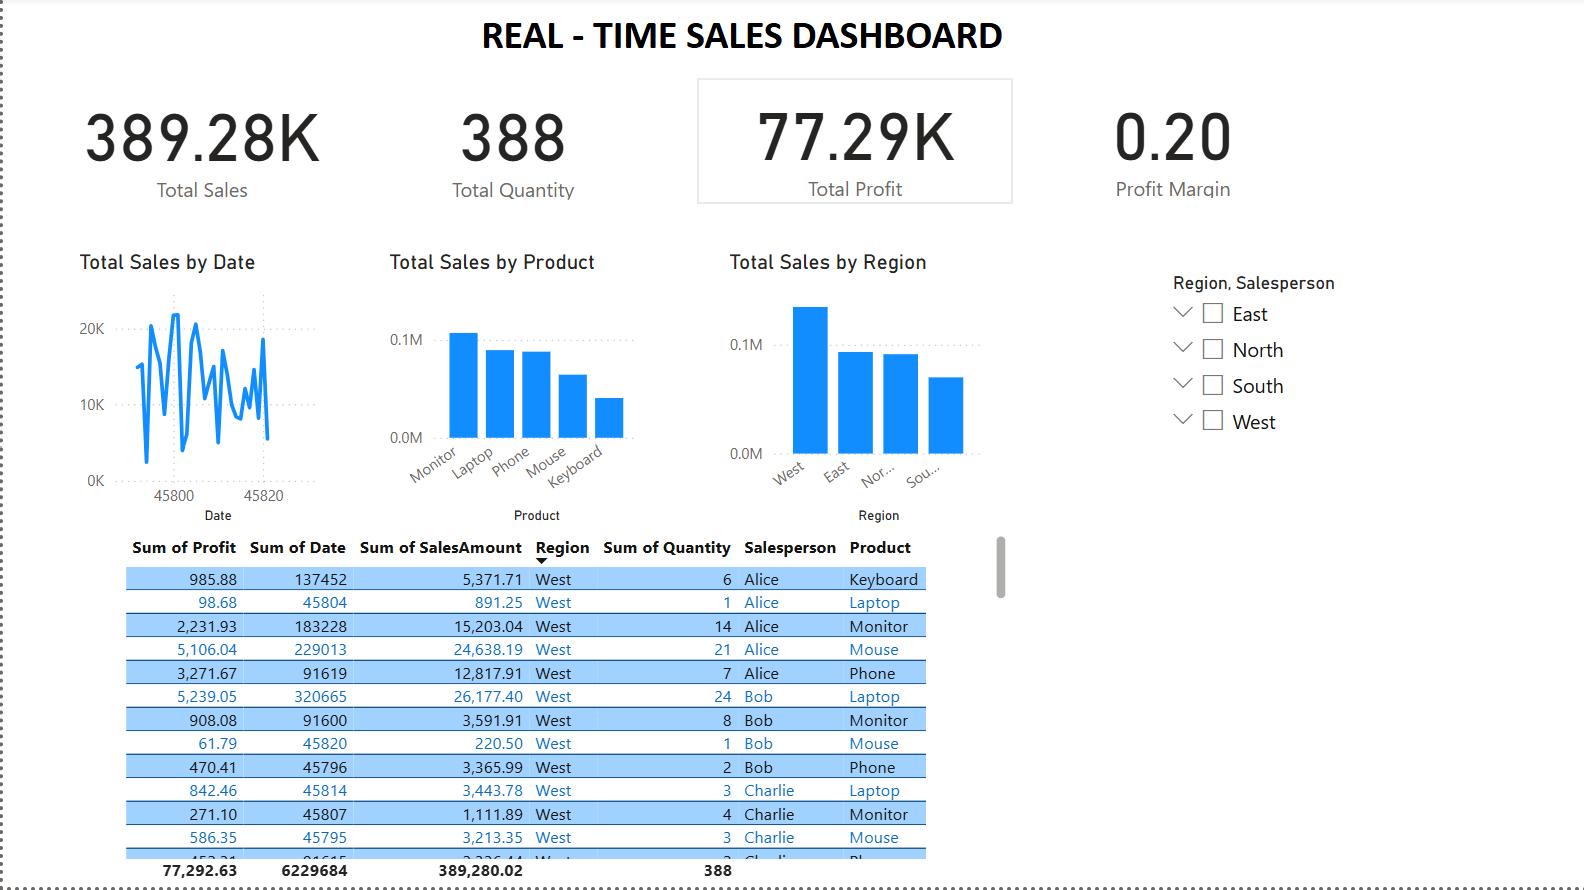 REAL - TIME SALES DASHBOARD
389.28K
Total Sales
388
Total Quantity
77.29K
Total Profit
0.20
Profit Margin
Total Sales by Date
20K
10K
0K
45800 45820
Date
Total Sales by Product
0.1M
0.0M
Monitor Laptop Phone Mouse Keyboard
Product
Total Sales by Region
0.1M
0.0M
West East Nor... Sou...
Region
Region, Salesperson
East
North
South
West
Sum of Profit Sum of Date Sum of SalesAmount Region Sum of Quantity Salesperson Product
985.88 137452 5,371.71 West 6 Alice Keyboard
98.68 45804 891.25 West 1 Alice Laptop
2,231.93 183228 15,203.04 West 14 Alice Monitor
5,106.04 229013 24,638.19 West 21 Alice Mouse
3,271.67 91619 12,817.91 West 7 Alice Phone
5,239.05 320665 26,177.40 West 24 Bob Laptop
908.08 91600 3,591.91 West 8 Bob Monitor
61.79 45820 220.50 West 1 Bob Mouse
470.41 45796 3,365.99 West 2 Bob Phone
842.46 45814 3,443.78 West 3 Charlie Laptop
271.10 45807 1,111.89 West 4 Charlie Monitor
586.35 45795 3,213.35 West 3 Charlie Mouse
77,292.63 6229684 389,280.02 388